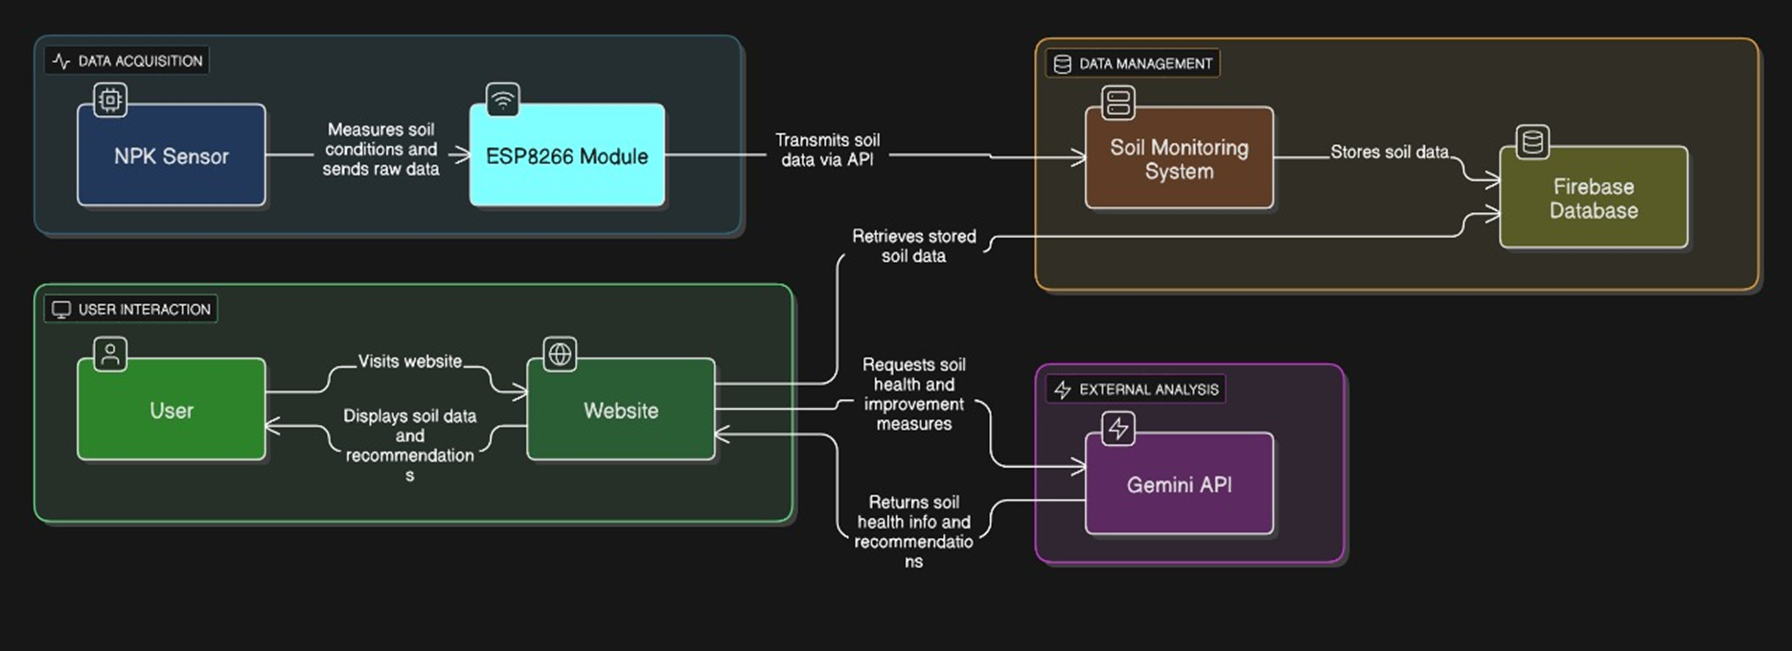 DATA ACQUISITION
NPK Sensor
Measures soil
conditions and
sends raw data
ESP8266 Module
Transmits soil
data via API
DATA MANAGEMENT
Soil Monitoring
System
Stores soil data
Firebase
Database
Retrieves stored
soil data
USER INTERACTION
User
Visits website
Displays soil data
and
recommendation
s
Website
Requests soil
health and
improvement
measures
Returns soil
health info and
recommendatio
ns
EXTERNAL ANALYSIS
Gemini API